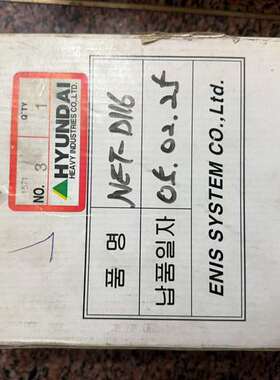 HYUNDAI
HEAVY INDUSTRIES CO., LTD.
NO. 3
Q'TY 1
품 명 NET-D116
납품일자 05.02.25
ENIS SYSTEM CO., Ltd.